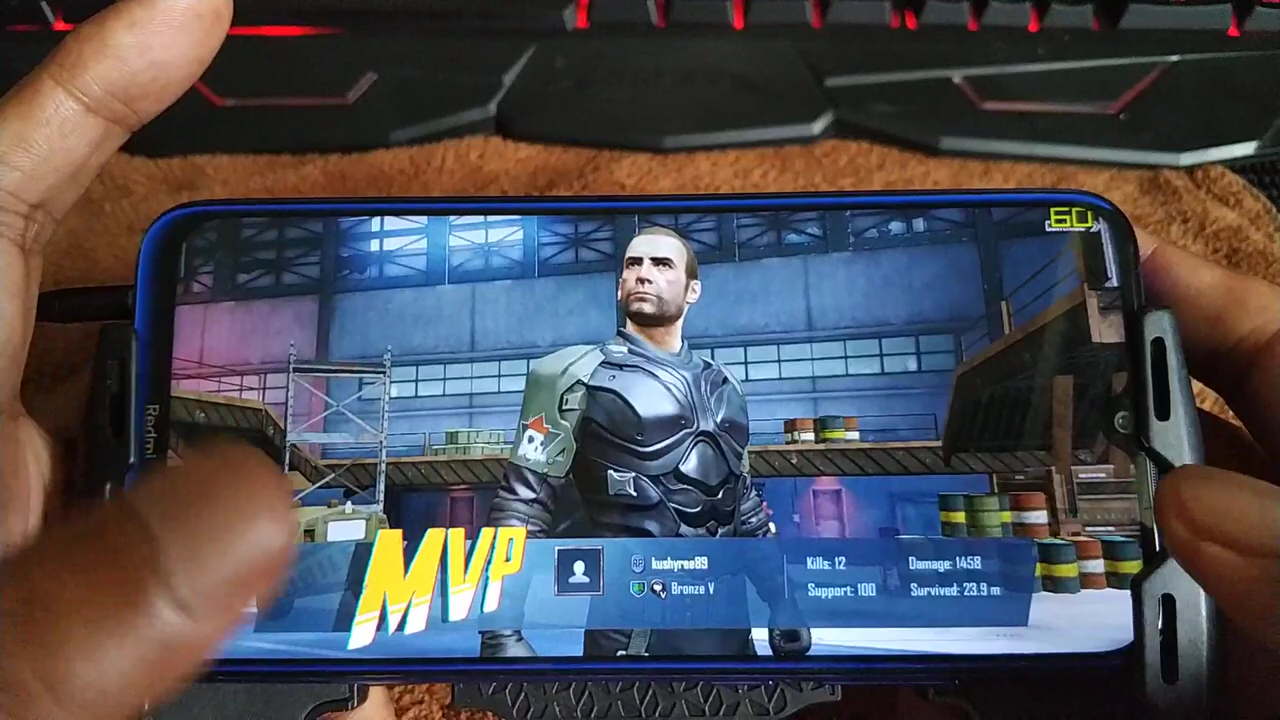 60
Redmi
MVP
kushyree89
Bronze V
Kills: 12
Damage: 1458
Support: 100
Survived: 23.9 m